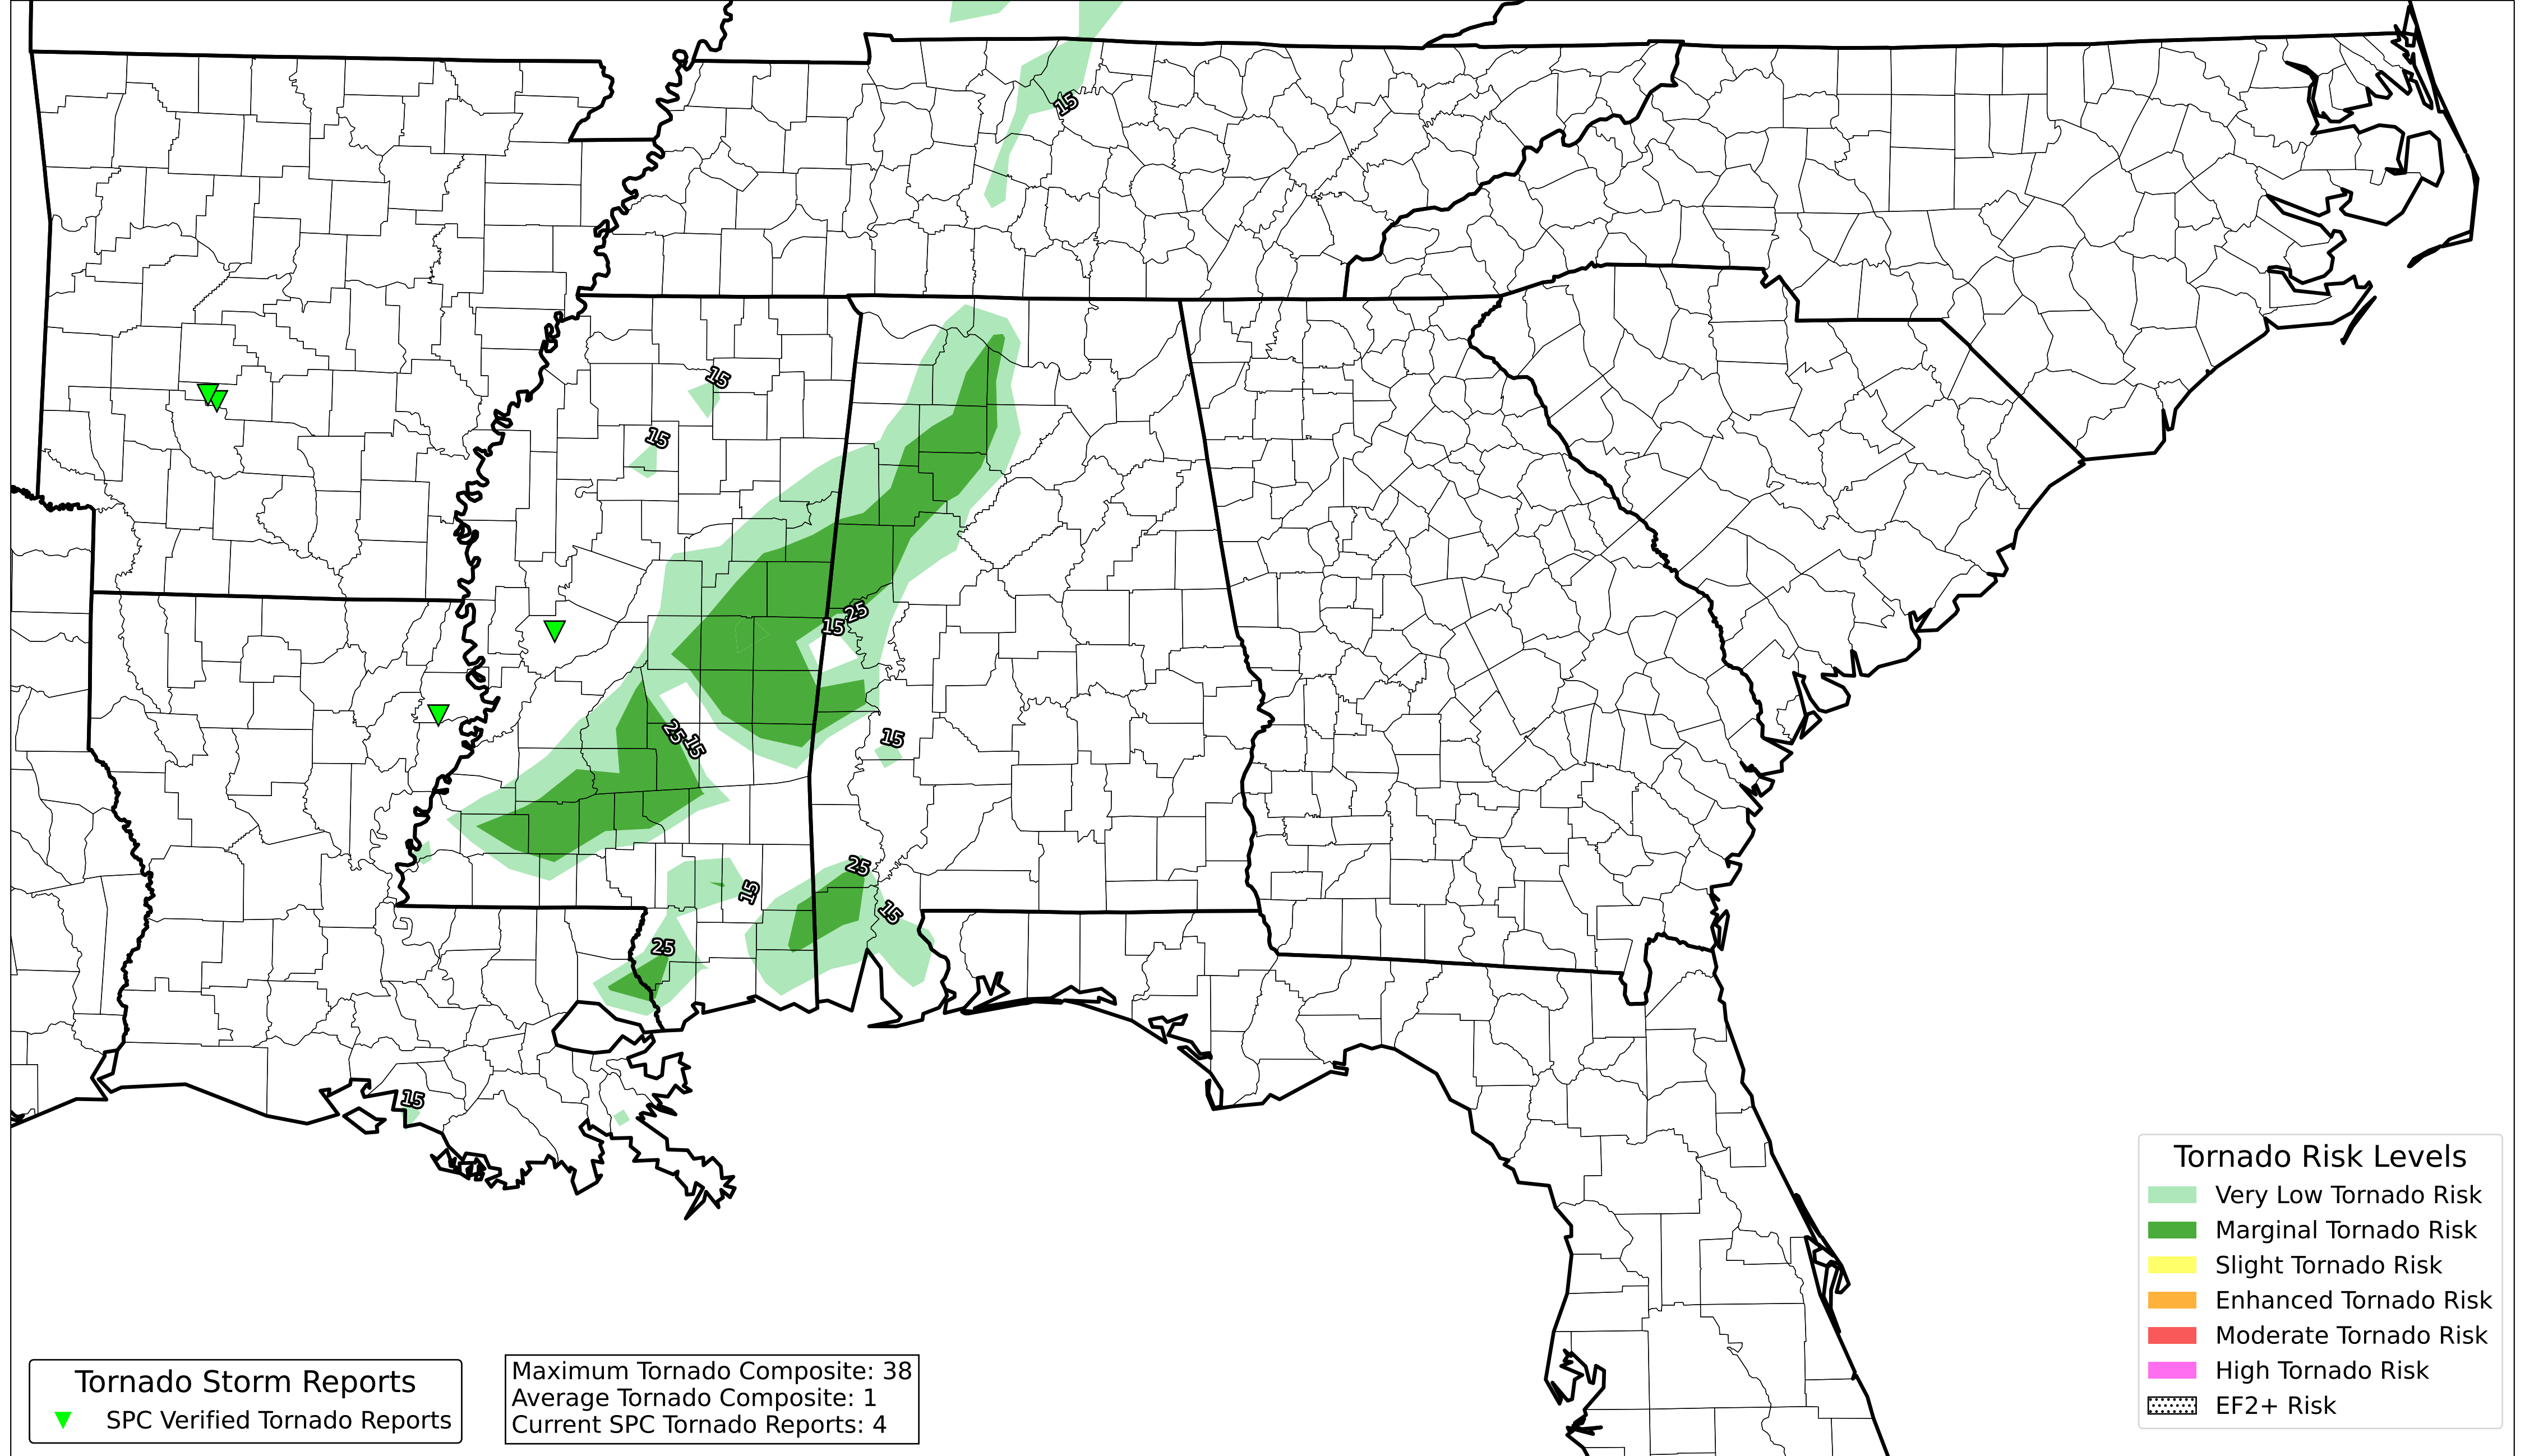 15
15
15
25
15
25
15
15
25
15
15
25
15
Tornado Risk Levels
Very Low Tornado Risk
Marginal Tornado Risk
Slight Tornado Risk
Enhanced Tornado Risk
Moderate Tornado Risk
High Tornado Risk
EF2+ Risk
Tornado Storm Reports
SPC Verified Tornado Reports
Maximum Tornado Composite: 38
Average Tornado Composite: 1
Current SPC Tornado Reports: 4